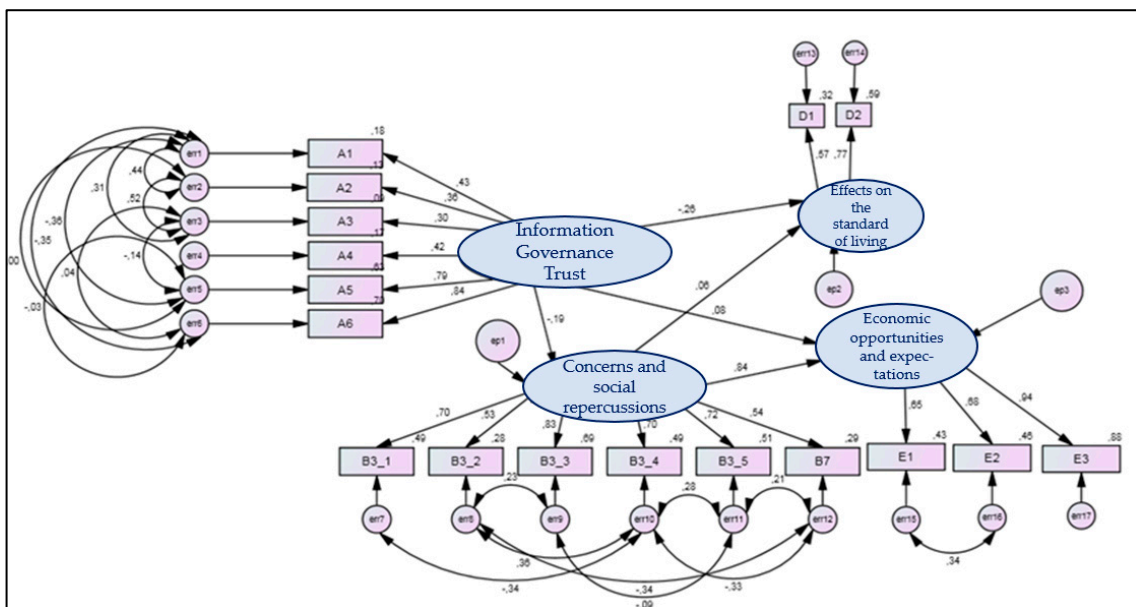 err13
err14
,32
,59
D1
D2
,57
,77
Effects on
the
standard
of living
ep2
ep3
,18
err1
A1
,44
err2
A2
,43
,36
,31
,52
err3
A3
,30
-,26
,17
-,36
-,35
-,14
err4
A4
,42
Information
Governance
Trust
,04
err5
A5
,79
,06
-,03
err6
A6
,84
,08
-,19
ep1
Economic
opportunities
and expec-
tations
Concerns and
social
repercussions
,84
,70
,53
,83
,70
,72
,54
,65
,68
,94
,49
,28
,69
,49
,51
,29
,43
,46
,88
B3_1
B3_2
B3_3
B3_4
B3_5
B7
E1
E2
E3
,23
,28
,21
err7
err8
err9
err10
err11
err12
err15
err16
err17
,36
,34
-,34
-,34
-,33
-,09